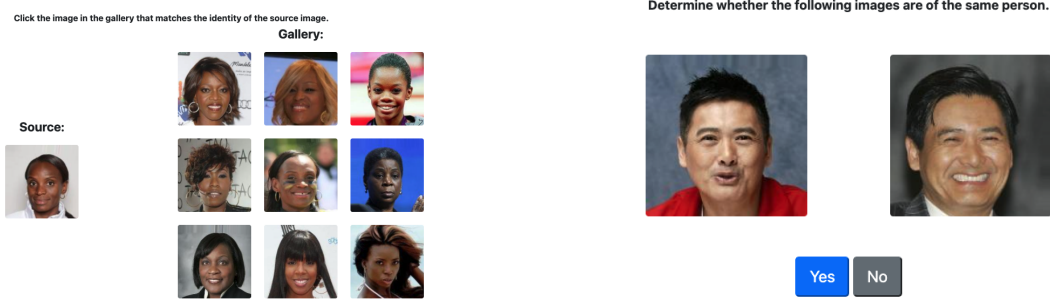 Click the image in the gallery that matches the identity of the source image.
Gallery:
Source:
Determine whether the following images are of the same person.
Yes
No